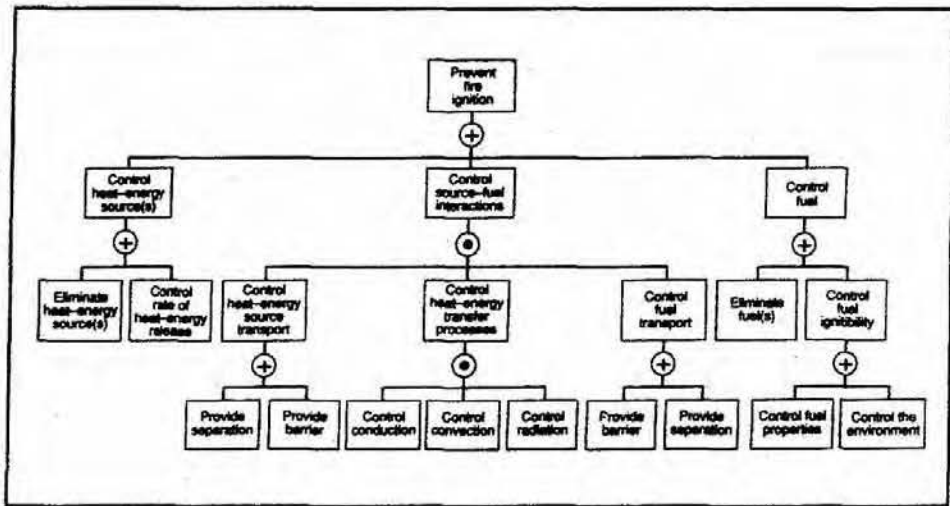 Prevent
fire
ignition
+
Control
heat-energy
source(s)
Control
source-fuel
interactions
Control
fuel
+
+
Eliminate
heat-energy
source(s)
Control
rate of
heat-energy
release
Control
heat-energy
source
transport
Control
heat-energy
transfer
processes
Control
fuel
transport
Eliminate
fuel(s)
Control
fuel
ignitibility
+
+
+
Provide
separation
Provide
barrier
Control
conduction
Control
convection
Control
radiation
Provide
barrier
Provide
separation
Control fuel
properties
Control the
environment